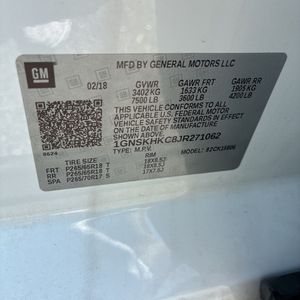 GM
MFD BY GENERAL MOTORS LLC
02/18 GVWR GAWR FRT GAWR RR
3402 KG 1633 KG 1905 KG
7500 LB 3600 LB 4200 LB
THIS VEHICLE CONFORMS TO ALL
APPLICABLE U.S. FEDERAL MOTOR
VEHICLE SAFETY AND THEFT PREVENTION
STANDARDS IN EFFECT ON THE DATE OF
MANUFACTURE SHOWN ABOVE.
1GNSKHKC8JR271062
TYPE: M.P.V. MODEL:
TIRE SIZE RIM
FRT P265/65R18 T 18X8.5J
RR P265/65R18 T 18X8.5J
SPA P265/70R17 S 17X7.5J